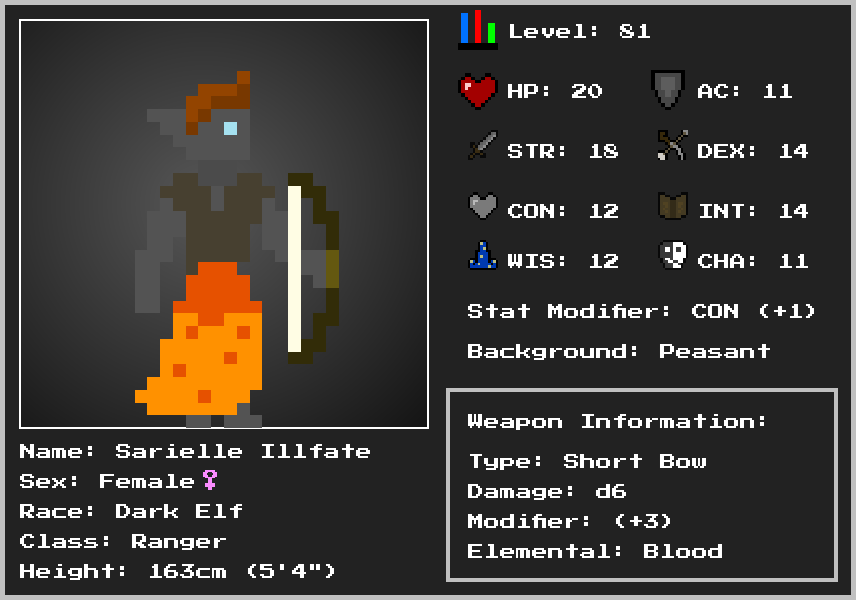 Level: 81
HP: 20
AC: 11
STR: 18
DEX: 14
CON: 12
INT: 14
WIS: 12
CHA: 11
Stat Modifier: CON (+1)
Background: Peasant
Weapon Information:
Type: Short Bow
Damage: d6
Modifier: (+3)
Elemental: Blood
Name: Sarielle Illfate
Sex: Female♀
Race: Dark Elf
Class: Ranger
Height: 163cm (5'4")